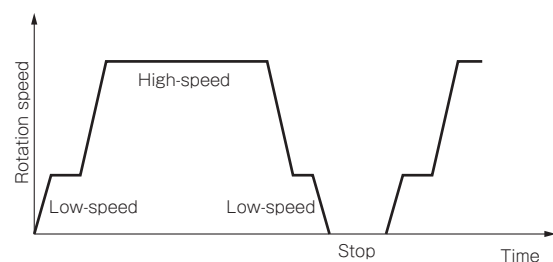 Rotation speed
High-speed
Low-speed
Low-speed
Stop
Time